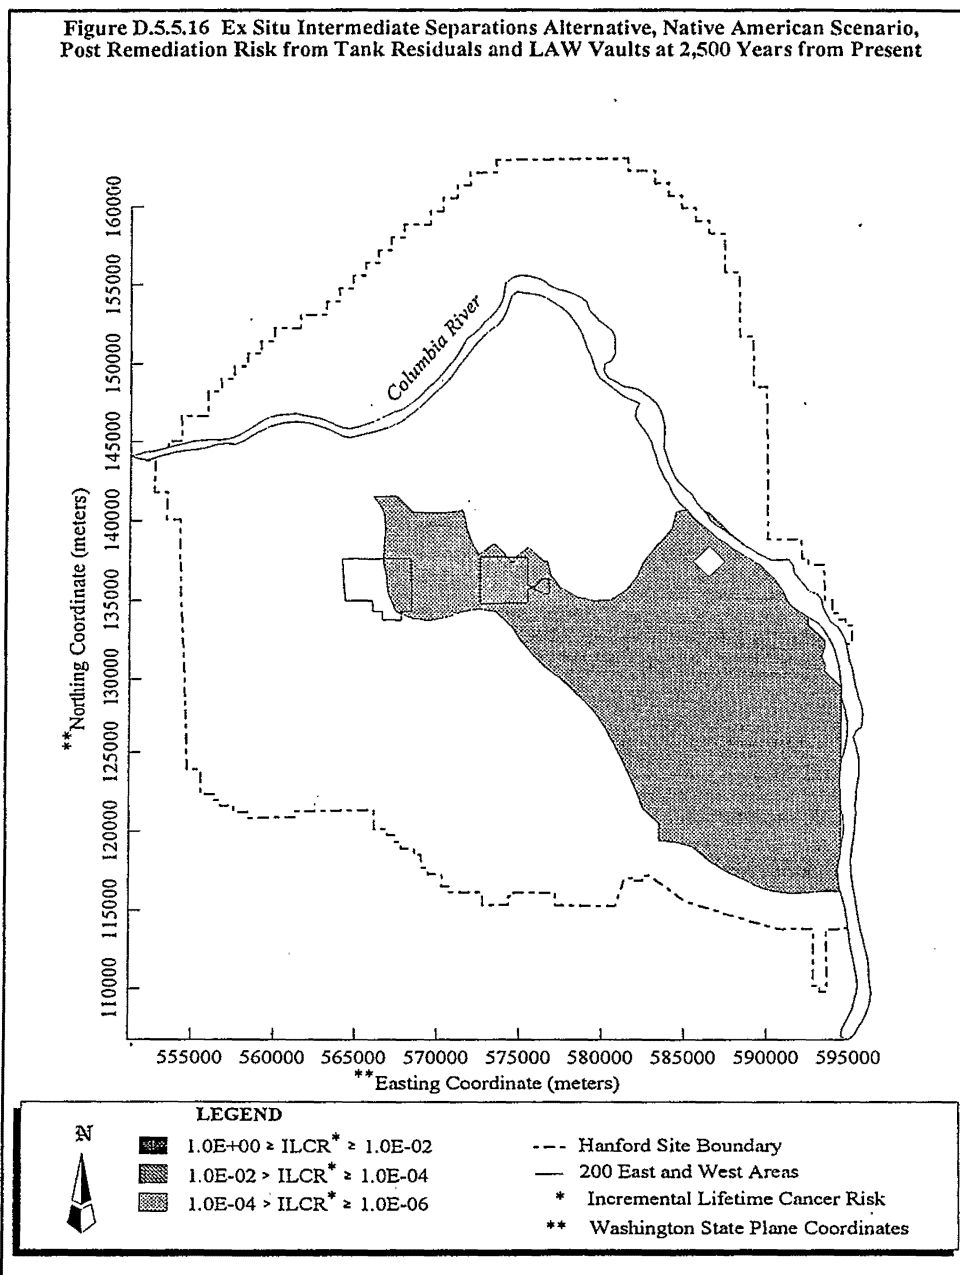 Figure D.5.5.16 Ex Situ Intermediate Separations Alternative, Native American Scenario,
Post Remediation Risk from Tank Residuals and LAW Vaults at 2,500 Years from Present
160000
155000
150000
145000
140000
135000
130000
125000
120000
115000
110000
**Northing Coordinate (meters)
Columbia River
555000 560000 565000 570000 575000 580000 585000 590000 595000
**Easting Coordinate (meters)
LEGEND
N
1.0E+00 ≥ ILCR* ≥ 1.0E-02
1.0E-02 > ILCR* ≥ 1.0E-04
1.0E-04 > ILCR* ≥ 1.0E-06
Hanford Site Boundary
200 East and West Areas
* Incremental Lifetime Cancer Risk
** Washington State Plane Coordinates